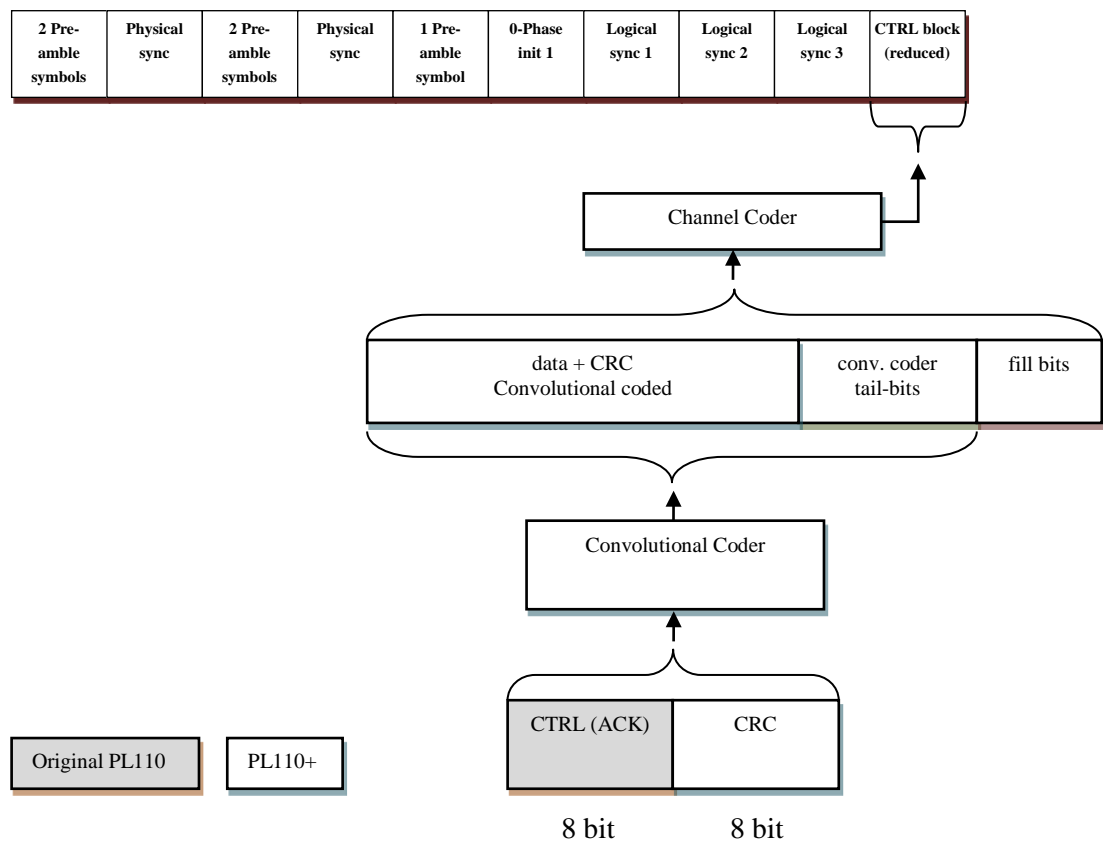 2 Pre-
amble
symbols
Physical
sync
2 Pre-
amble
symbols
Physical
sync
1 Pre-
amble
symbol
0-Phase
init 1
Logical
sync 1
Logical
sync 2
Logical
sync 3
CTRL block
(reduced)
Channel Coder
data + CRC
Convolutional coded
conv. coder
tail-bits
fill bits
Convolutional Coder
CTRL (ACK)
CRC
Original PL110
PL110+
8 bit
8 bit